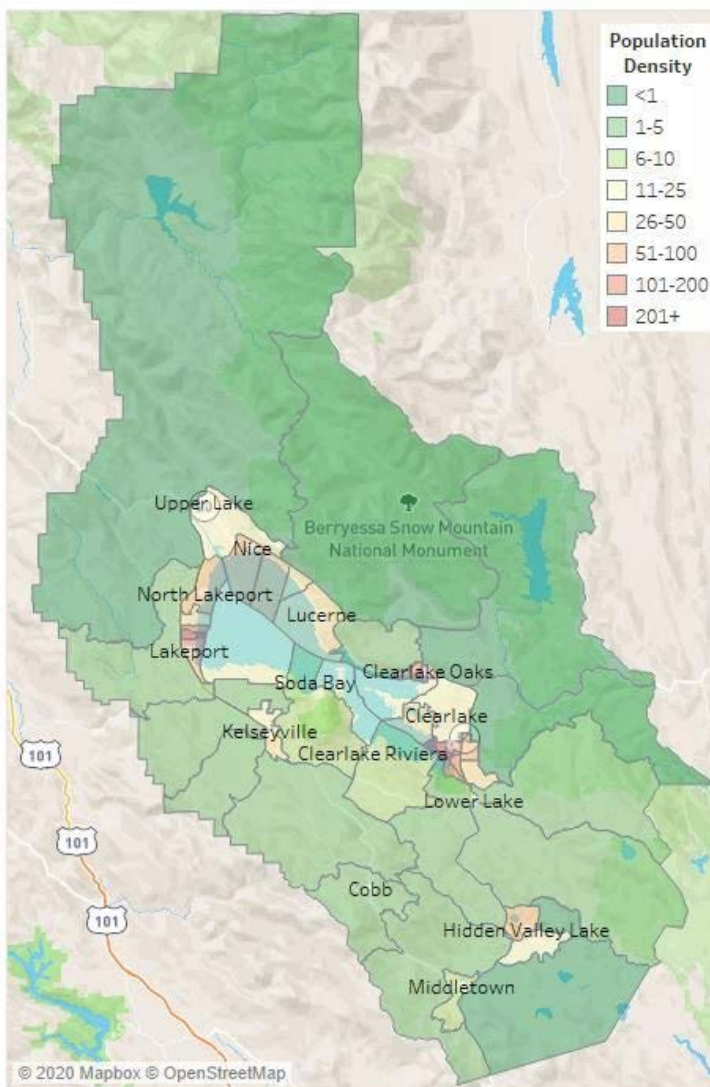 Population
Density
<1
1-5
6-10
11-25
26-50
51-100
101-200
201+
Upper Lake
Berryessa Snow Mountain
National Monument
Nice
North Lakeport
Lucerne
Lakeport
Clearlake Oaks
Soda Bay
Clearlake
Kelseyville
Clearlake Riviera
101
Lower Lake
101
Cobb
101
Hidden Valley Lake
Middletown
© 2020 Mapbox © OpenStreetMap